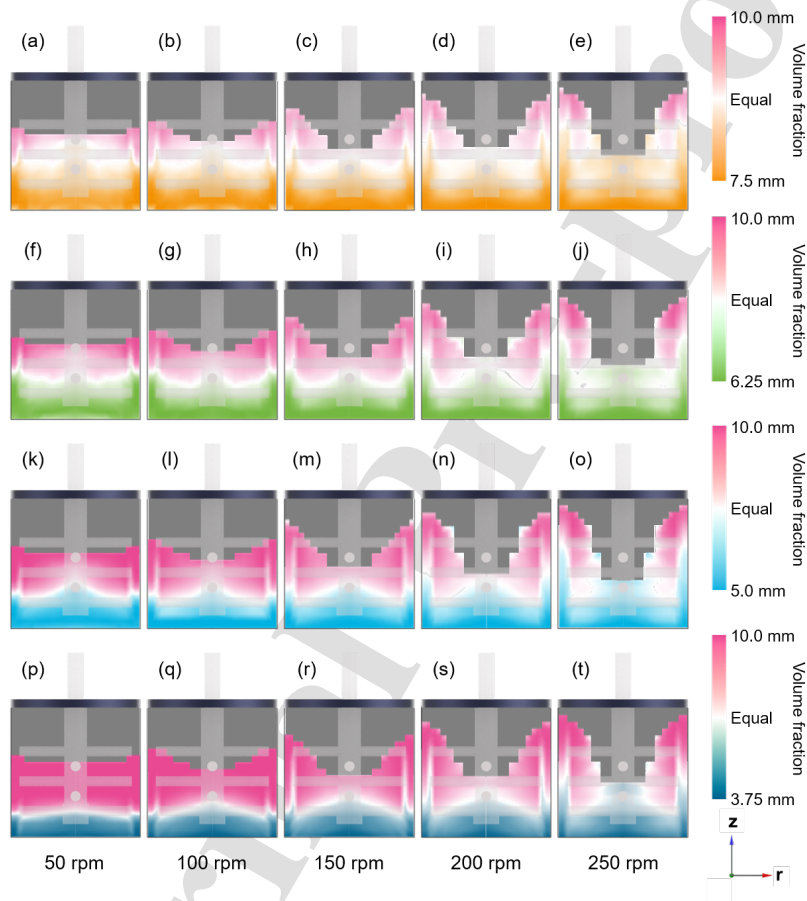 (a) (b) (c) (d) (e)
10.0 mm
Equal
7.5 mm
Volume fraction
(f) (g) (h) (i) (j)
10.0 mm
Equal
6.25 mm
Volume fraction
(k) (l) (m) (n) (o)
10.0 mm
Equal
5.0 mm
Volume fraction
(p) (q) (r) (s) (t)
10.0 mm
Equal
3.75 mm
Volume fraction
50 rpm 100 rpm 150 rpm 200 rpm 250 rpm
z
r